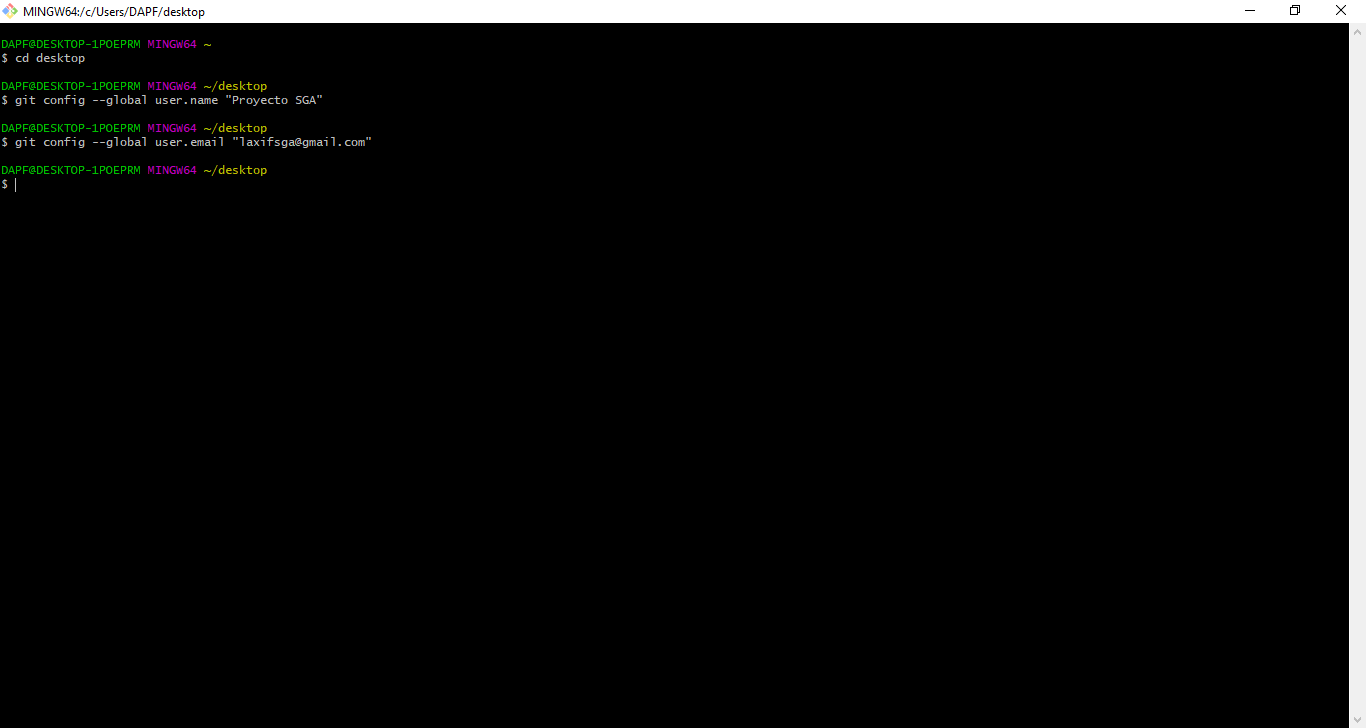 MINGW64:/c/Users/DAPF/desktop
DAPF@DESKTOP-1POEPRM MINGW64 ~
$ cd desktop
DAPF@DESKTOP-1POEPRM MINGW64 ~/desktop
$ git config --global user.name "Proyecto SGA"
DAPF@DESKTOP-1POEPRM MINGW64 ~/desktop
$ git config --global user.email "laxifsga@gmail.com"
DAPF@DESKTOP-1POEPRM MINGW64 ~/desktop
$